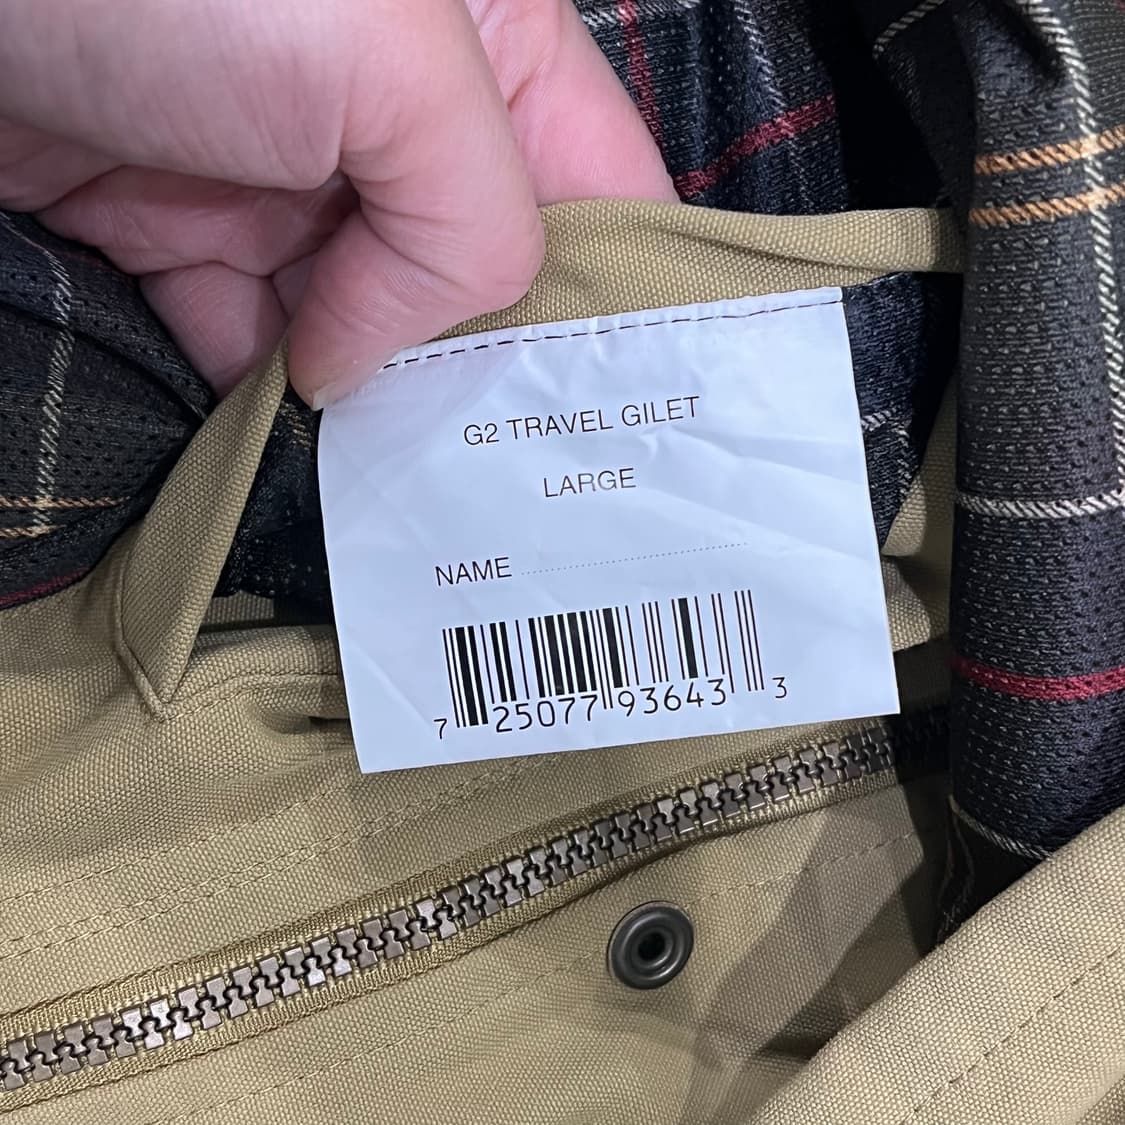 G2 TRAVEL GILET
LARGE
NAME ........................................
7 25077 93643 3